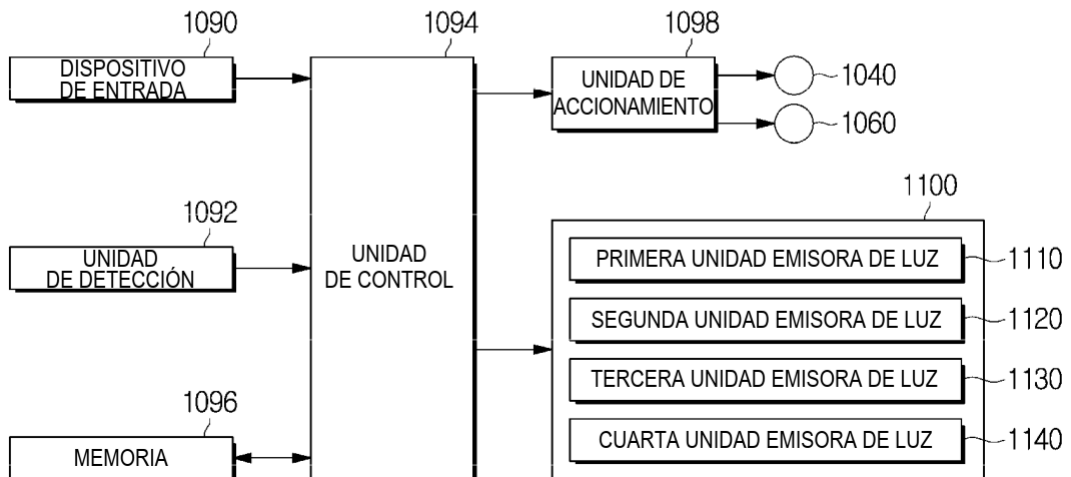 1090
DISPOSITIVO
DE ENTRADA
1094
UNIDAD
DE CONTROL
1098
UNIDAD DE
ACCIONAMIENTO
1040
1060
1092
UNIDAD
DE DETECCIÓN
1096
MEMORIA
1100
PRIMERA UNIDAD EMISORA DE LUZ
1110
SEGUNDA UNIDAD EMISORA DE LUZ
1120
TERCERA UNIDAD EMISORA DE LUZ
1130
CUARTA UNIDAD EMISORA DE LUZ
1140